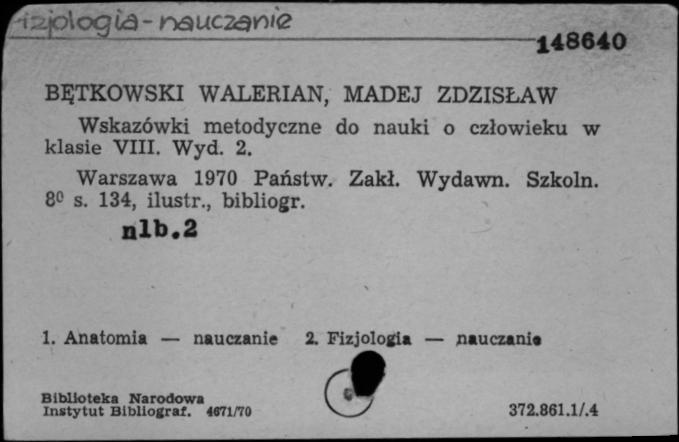 Fizjologia - nauczanie
148640
BĘTKOWSKI WALERIAN, MADEJ ZDZISŁAW
Wskazówki metodyczne do nauki o człowieku w
klasie VIII. Wyd. 2.
Warszawa 1970 Państw. Zakł. Wydawn. Szkoln.
8⁰ s. 134, ilustr., bibliogr.
nlb.2
1. Anatomia — nauczanie 2. Fizjologia — nauczanie
Biblioteka Narodowa
Instytut Bibliograf. 4671/70 372.861.1/.4